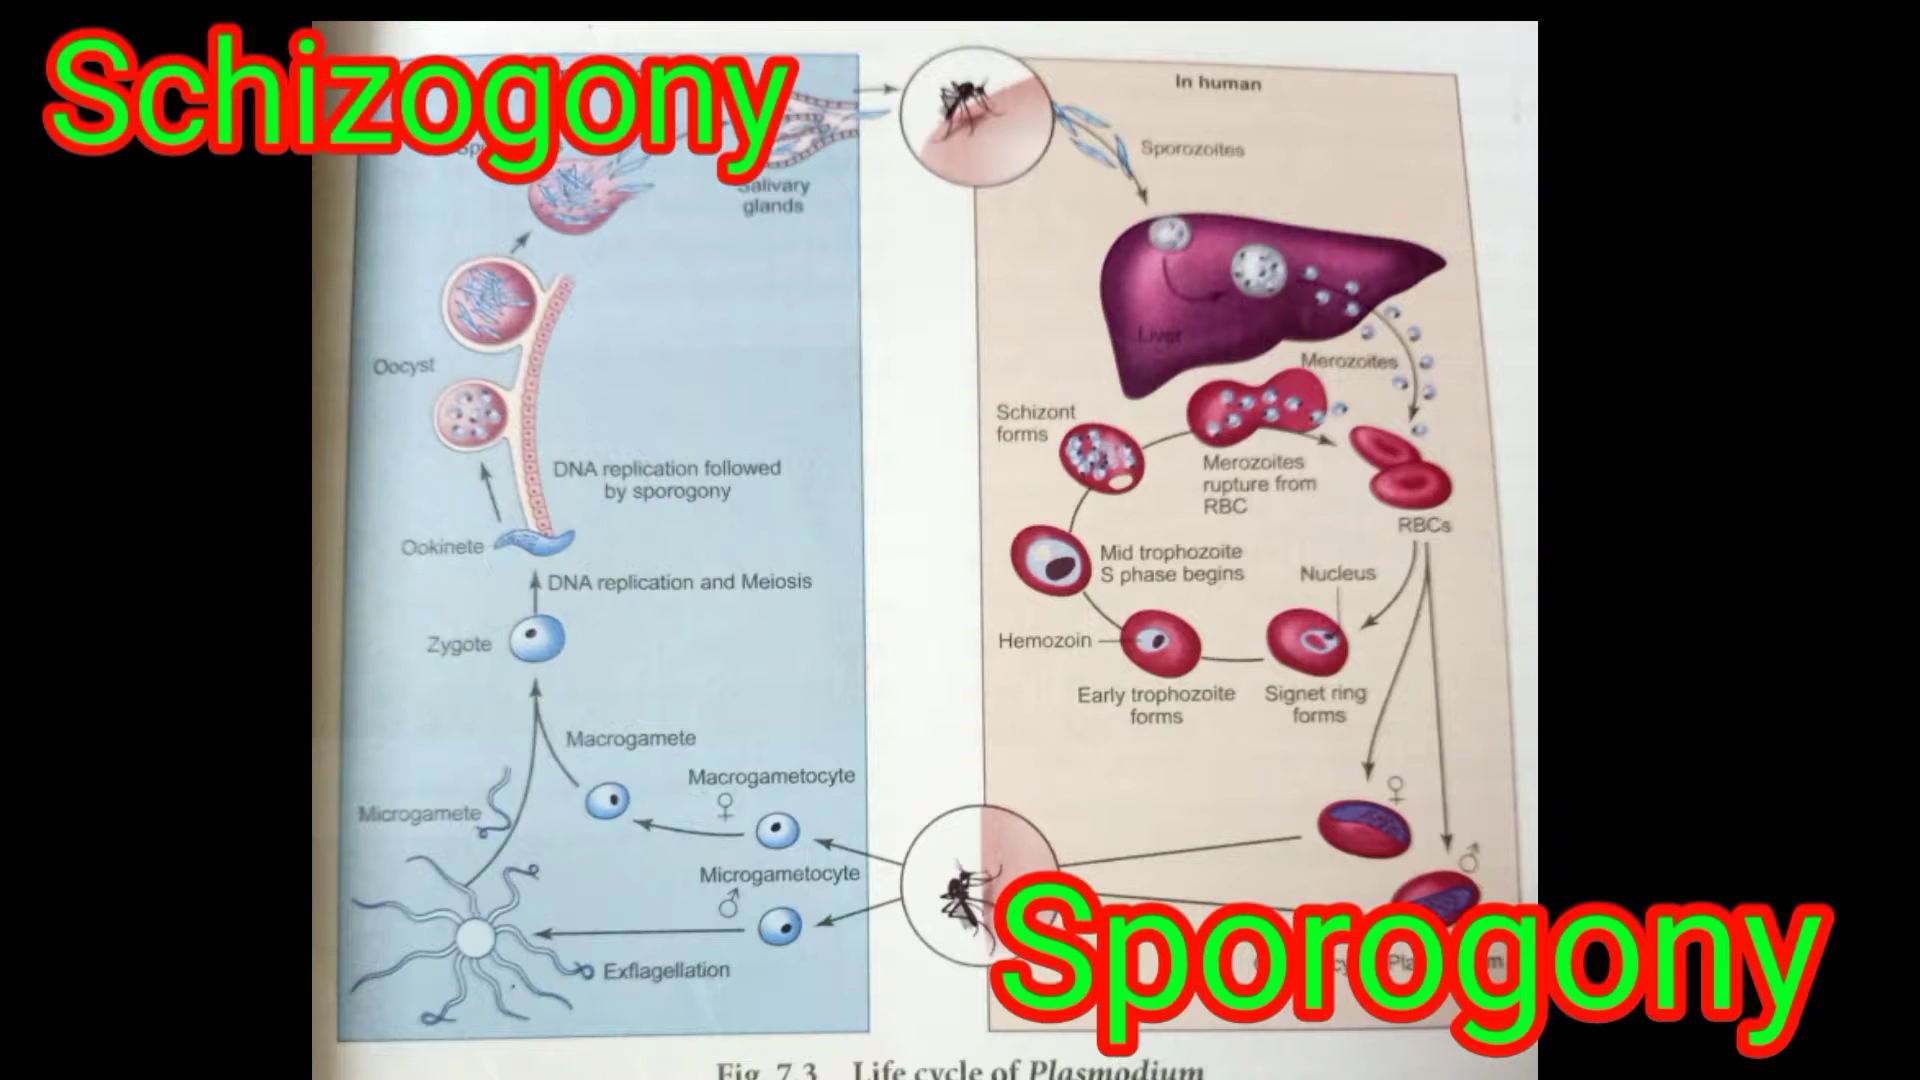 Schizogony
In human
Sporozoites
Salivary
glands
Liver
Oocyst
Merozoites
Schizont
forms
Merozoites
rupture from
RBC
DNA replication followed
by sporogony
RBCs
Ookinete
Mid trophozoite
S phase begins
Nucleus
DNA replication and Meiosis
Zygote
Hemozoin
Early trophozoite
forms
Signet ring
forms
Macrogamete
Macrogametocyte
♀
♀
Microgamete
Microgametocyte
♂
♂
Exflagellation
Sporogony
Fig. 7.3 Life cycle of Plasmodium